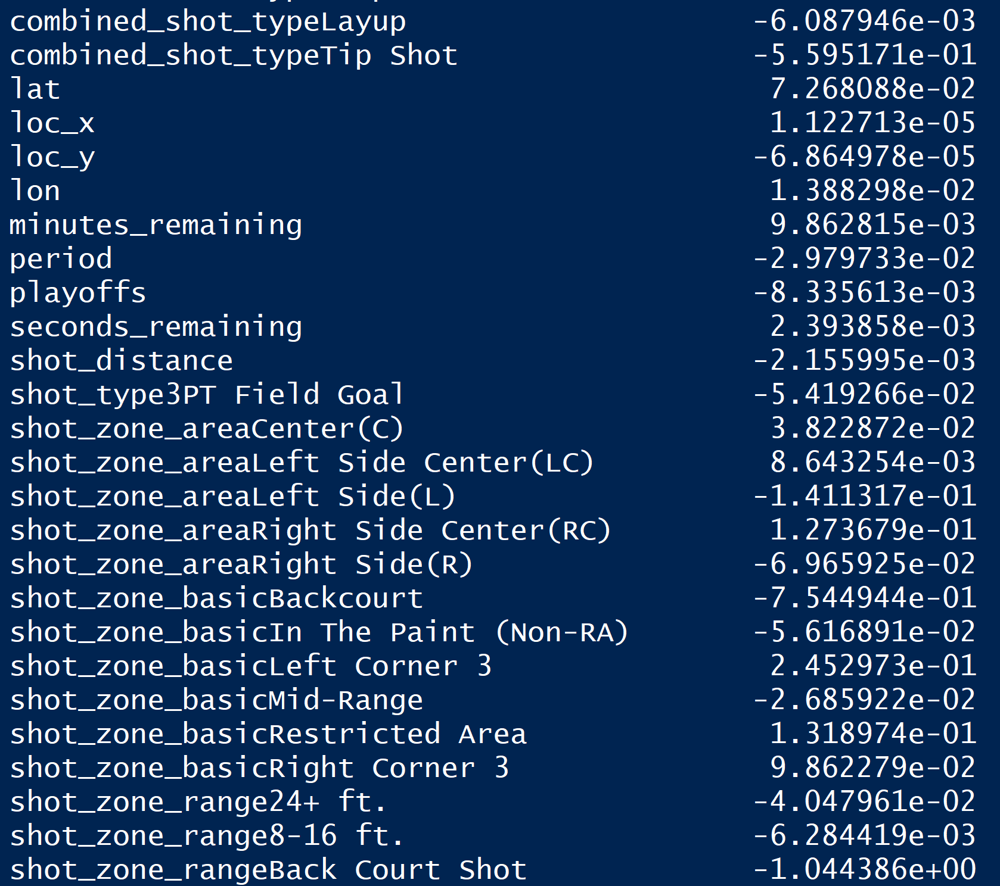 combined_shot_typeLayup -6.087946e-03
combined_shot_typeTip Shot -5.595171e-01
lat 7.268088e-02
loc_x 1.122713e-05
loc_y -6.864978e-05
lon 1.388298e-02
minutes_remaining 9.862815e-03
period -2.979733e-02
playoffs -8.335613e-03
seconds_remaining 2.393858e-03
shot_distance -2.155995e-03
shot_type3PT Field Goal -5.419266e-02
shot_zone_areaCenter(C) 3.822872e-02
shot_zone_areaLeft Side Center(LC) 8.643254e-03
shot_zone_areaLeft Side(L) -1.411317e-01
shot_zone_areaRight Side Center(RC) 1.273679e-01
shot_zone_areaRight Side(R) -6.965925e-02
shot_zone_basicBackcourt -7.544944e-01
shot_zone_basicIn The Paint (Non-RA) -5.616891e-02
shot_zone_basicLeft Corner 3 2.452973e-01
shot_zone_basicMid-Range -2.685922e-02
shot_zone_basicRestricted Area 1.318974e-01
shot_zone_basicRight Corner 3 9.862279e-02
shot_zone_range24+ ft. -4.047961e-02
shot_zone_range8-16 ft. -6.284419e-03
shot_zone_rangeBack Court Shot -1.044386e+00